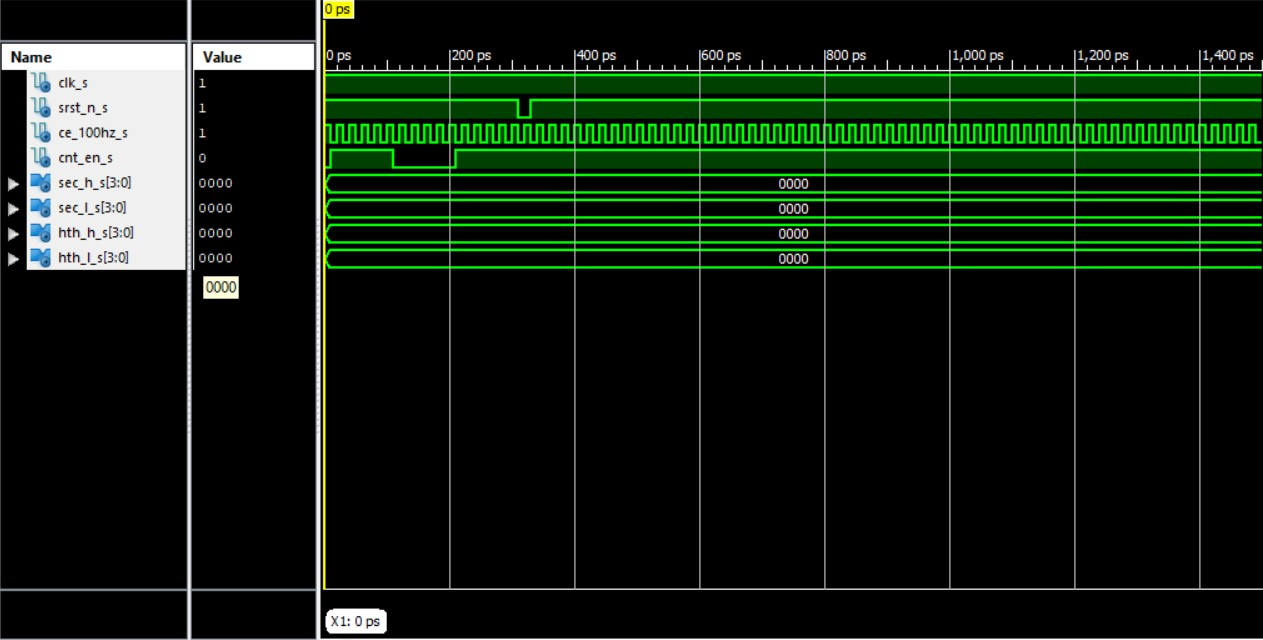 0 ps
Name Value 0 ps 200 ps 400 ps 600 ps 800 ps 1,000 ps 1,200 ps 1,400 ps
clk_s 1
srst_n_s 1
ce_100hz_s 1
cnt_en_s 0
sec_h_s[3:0] 0000 0000
sec_l_s[3:0] 0000 0000
hth_h_s[3:0] 0000 0000
hth_l_s[3:0] 0000 0000
0000
X1: 0 ps